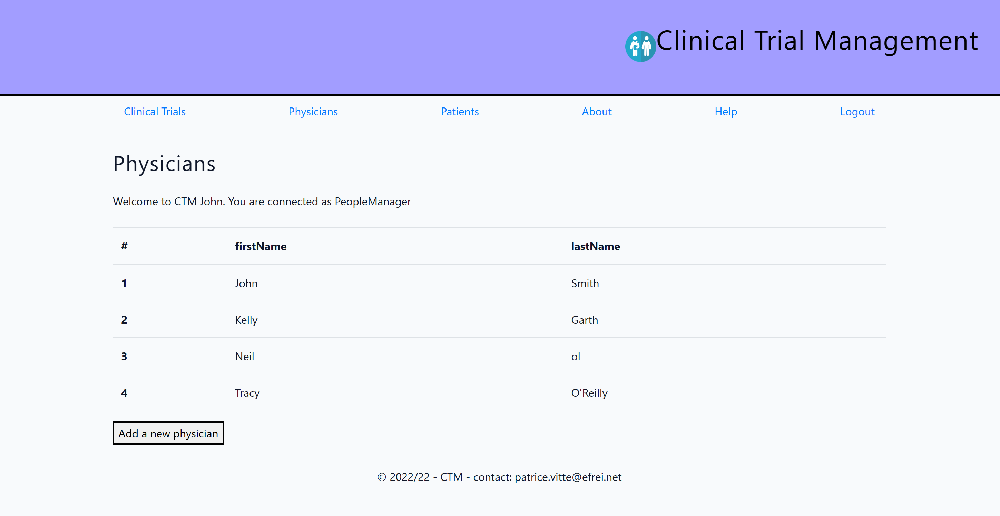 Clinical Trial Management
Clinical Trials Physicians Patients About Help Logout
Physicians
Welcome to CTM John. You are connected as PeopleManager
# firstName lastName
1 John Smith
2 Kelly Garth
3 Neil ol
4 Tracy O'Reilly
Add a new physician
© 2022/22 - CTM - contact: patrice.vitte@efrei.net